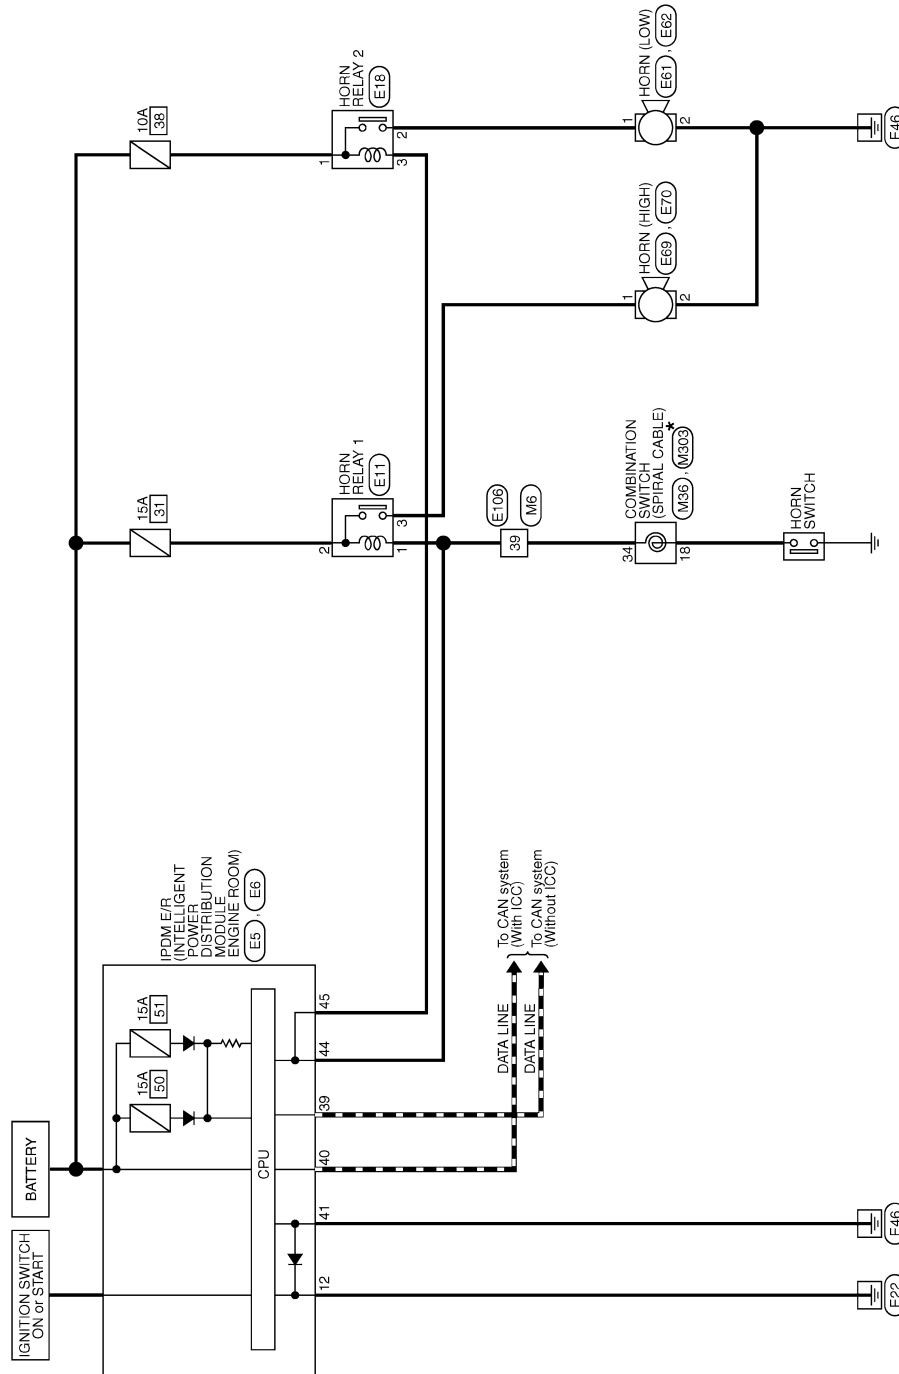 IGNITION SWITCH
ON or START
BATTERY
IPDM E/R
(INTELLIGENT
POWER
DISTRIBUTION
MODULE
ENGINE ROOM)
E5 , E6
15A
50
15A
51
CPU
12
41
40
39
44
45
DATA LINE
DATA LINE
To CAN system
(With ICC)
To CAN system
(Without ICC)
15A
31
10A
38
HORN
RELAY 1
E11
2
1
3
HORN
RELAY 2
E18
1
3
2
39
E106
M6
COMBINATION
SWITCH
(SPIRAL CABLE)
M36 , M303 *
34
18
HORN
SWITCH
HORN (HIGH)
E69 , E70
1
2
HORN (LOW)
E61 , E62
1
2